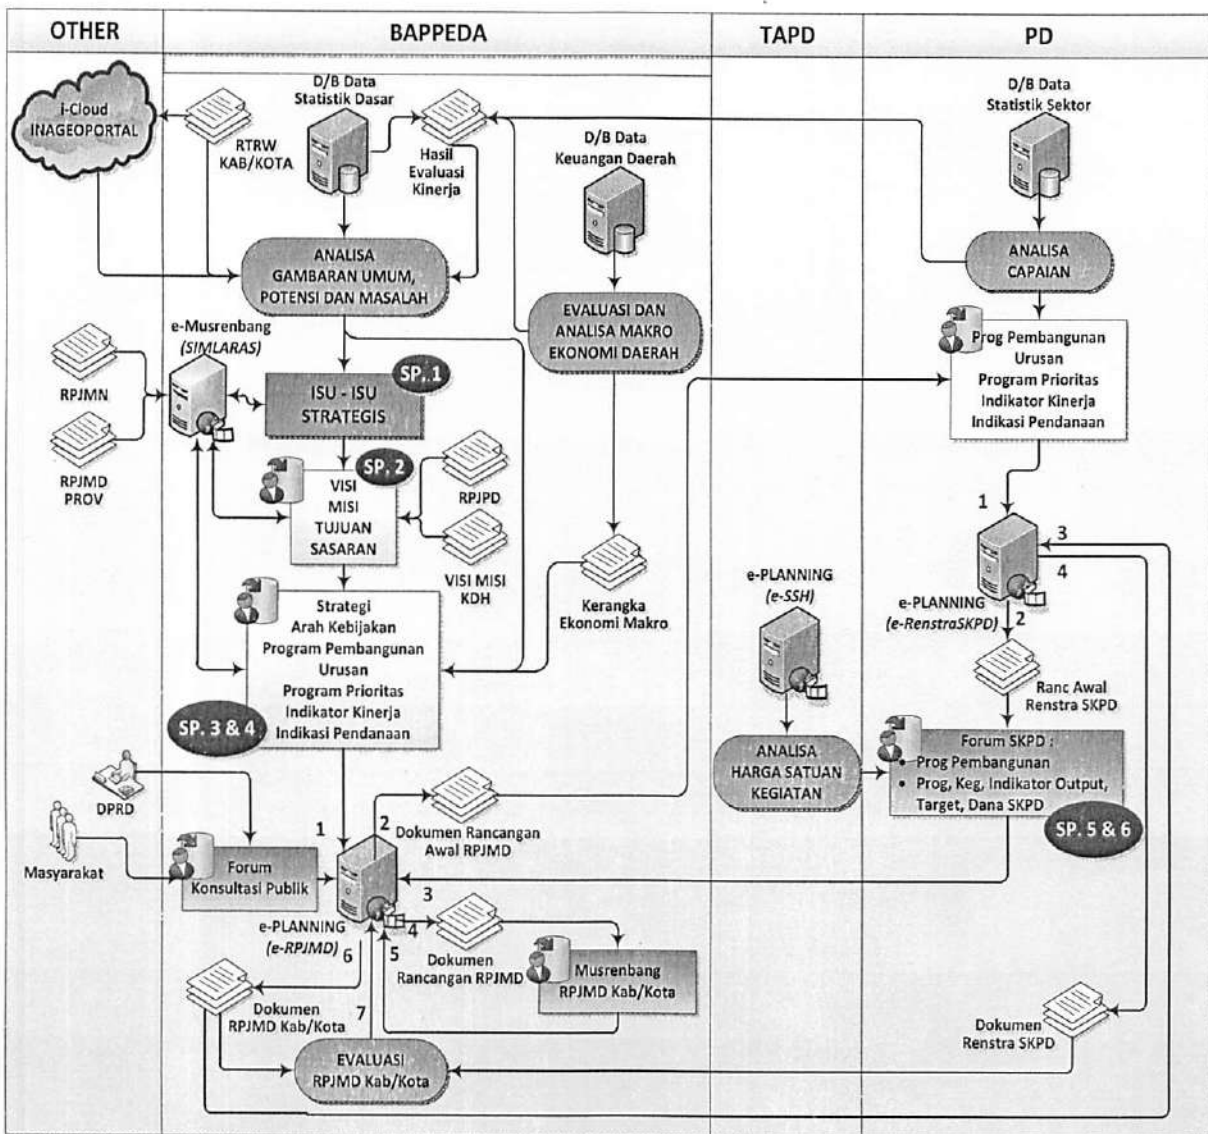 OTHER
BAPPEDA
TAPD
PD
i-Cloud
INAGEOPORTAL
RTRW
KAB/KOTA
D/B Data
Statistik Dasar
Hasil
Evaluasi
Kinerja
D/B Data
Keuangan Daerah
D/B Data
Statistik Sektor
ANALISA
GAMBARAN UMUM,
POTENSI DAN MASALAH
EVALUASI DAN
ANALISA MAKRO
EKONOMI DAERAH
ANALISA
CAPAIAN
Prog Pembangunan
Urusan
Program Prioritas
Indikator Kinerja
Indikasi Pendanaan
e-Musrenbang
(SIMLARAS)
RPJMN
RPJMD
PROV
SP. 1
ISU - ISU
STRATEGIS
SP. 2
VISI
MISI
TUJUAN
SASARAN
RPJPD
VISI MISI
KDH
Kerangka
Ekonomi Makro
Strategi
Arah Kebijakan
Program Pembangunan
Urusan
Program Prioritas
Indikator Kinerja
Indikasi Pendanaan
SP. 3 & 4
e-PLANNING
(e-SSH)
ANALISA
HARGA SATUAN
KEGIATAN
1
3
4
e-PLANNING
(e-RenstraSKPD)
2
Ranc Awal
Renstra SKPD
Forum SKPD :
• Prog Pembangunan
• Prog, Keg, Indikator Output,
Target, Dana SKPD
SP. 5 & 6
DPRD
Masyarakat
Forum
Konsultasi Publik
1
2
Dokumen Rancangan
Awal RPJMD
3
e-PLANNING
(e-RPJMD)
4
5
6
7
Dokumen
Rancangan RPJMD
Musrenbang
RPJMD Kab/Kota
Dokumen
RPJMD Kab/Kota
EVALUASI
RPJMD Kab/Kota
Dokumen
Renstra SKPD